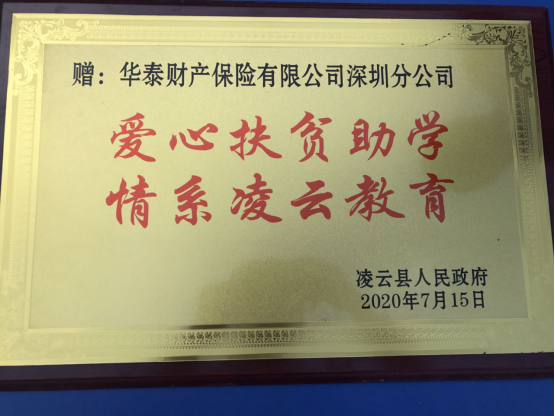 赠：华泰财产保险有限公司深圳分公司
爱心扶贫助学
情系凌云教育
凌云县人民政府
2020年7月15日